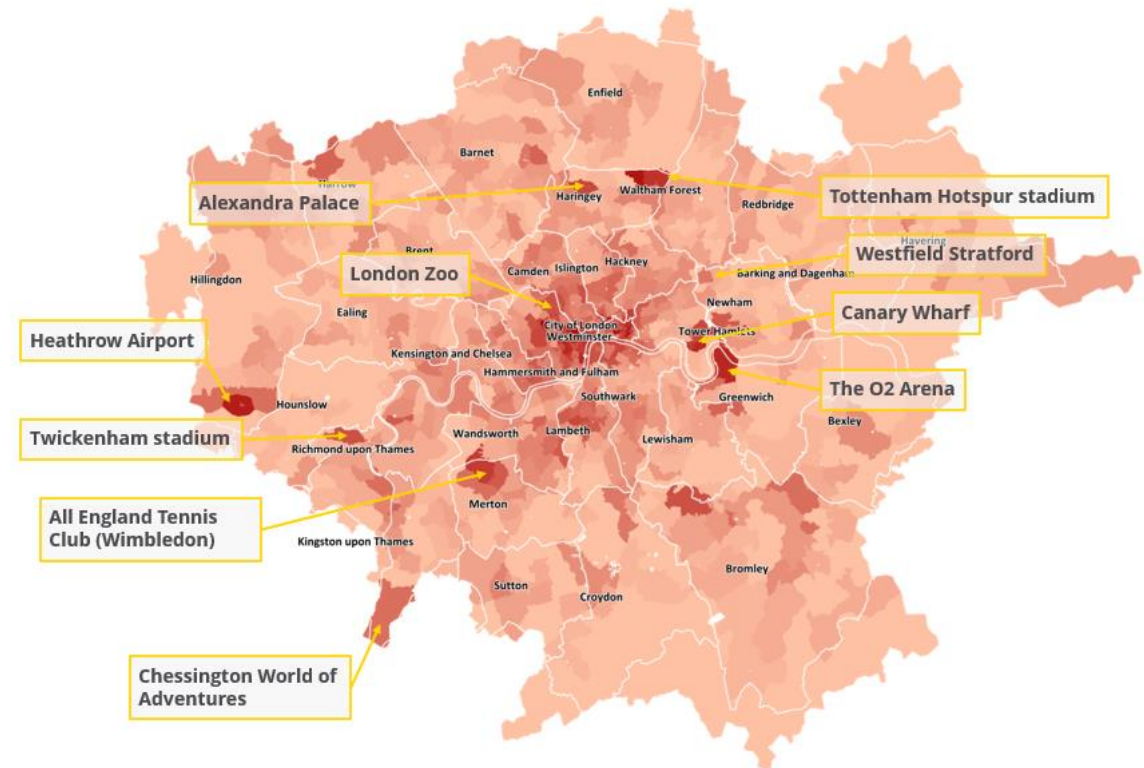 Enfield
Barnet
Harrow
Alexandra Palace
Haringey
Waltham Forest
Tottenham Hotspur stadium
Redbridge
Havering
Westfield Stratford
Brent
London Zoo
Camden
Islington
Hackney
Barking and Dagenham
Hillingdon
Newham
Canary Wharf
Ealing
City of London
Westminster
Tower Hamlets
Heathrow Airport
Kensington and Chelsea
Hammersmith and Fulham
The O2 Arena
Hounslow
Southwark
Greenwich
Bexley
Twickenham stadium
Richmond upon Thames
Wandsworth
Lambeth
Lewisham
All England Tennis
Club (Wimbledon)
Merton
Kingston upon Thames
Bromley
Sutton
Croydon
Chessington World of
Adventures